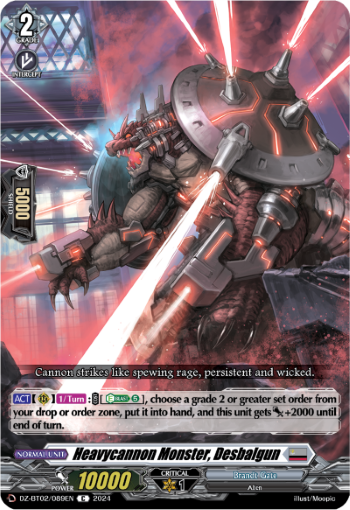 2
GRADE
INTERCEPT
5000
SHIELD
Cannon strikes like spewing rage, persistent and wicked.
ACT 1/Turn : , choose a grade 2 or greater set order from
your drop or order zone, put it into hand, and this unit gets +2000 until
end of turn.
NORMAL UNIT Heavycannon Monster, Desbalgun
POWER 10000 CRITICAL 1 Brandt Gate
Alien
DZ-BT02/089EN C 2024 Illust/Moopic